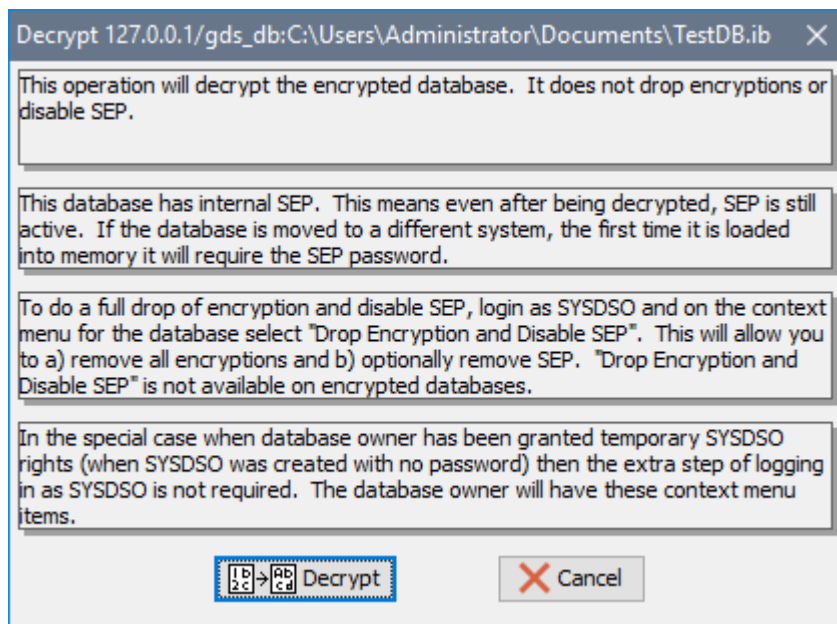 Decrypt 127.0.0.1/gds_db:C:\Users\Administrator\Documents\TestDB.ib
This operation will decrypt the encrypted database.  It does not drop encryptions or
disable SEP.
This database has internal SEP.  This means even after being decrypted, SEP is still
active.  If the database is moved to a different system, the first time it is loaded
into memory it will require the SEP password.
To do a full drop of encryption and disable SEP, login as SYSDSO and on the context
menu for the database select "Drop Encryption and Disable SEP".  This will allow you
to a) remove all encryptions and b) optionally remove SEP.  "Drop Encryption and
Disable SEP" is not available on encrypted databases.
In the special case when database owner has been granted temporary SYSDSO
rights (when SYSDSO was created with no password) then the extra step of logging
in as SYSDSO is not required.  The database owner will have these context menu
items.
Decrypt
Cancel